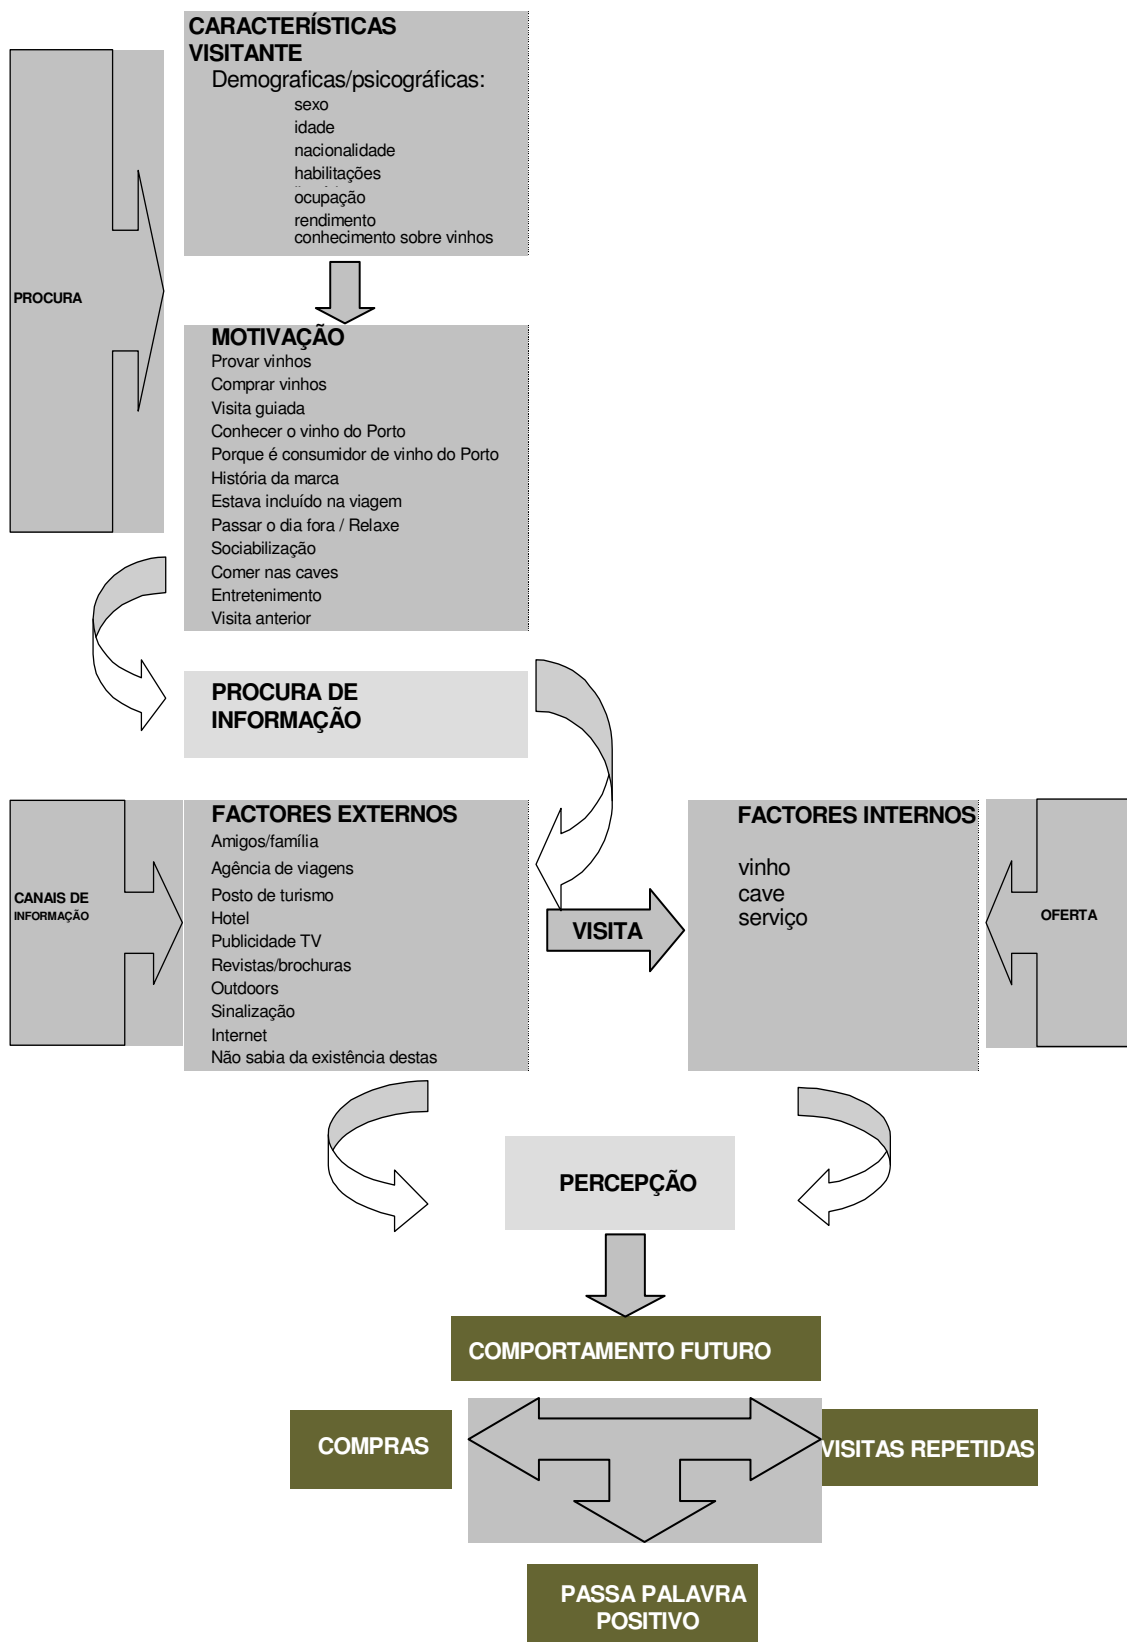 CARACTERÍSTICAS
VISITANTE
Demograficas/psicográficas:
sexo
idade
nacionalidade
habilitações
ocupação
rendimento
conhecimento sobre vinhos
PROCURA
MOTIVAÇÃO
Provar vinhos
Comprar vinhos
Visita guiada
Conhecer o vinho do Porto
Porque é consumidor de vinho do Porto
História da marca
Estava incluído na viagem
Passar o dia fora / Relaxe
Sociabilização
Comer nas caves
Entretenimento
Visita anterior
PROCURA DE
INFORMAÇÃO
CANAIS DE
INFORMAÇÃO
FACTORES EXTERNOS
Amigos/família
Agência de viagens
Posto de turismo
Hotel
Publicidade TV
Revistas/brochuras
Outdoors
Sinalização
Internet
Não sabia da existência destas
VISITA
FACTORES INTERNOS
vinho
cave
serviço
OFERTA
PERCEPÇÃO
COMPORTAMENTO FUTURO
COMPRAS
VISITAS REPETIDAS
PASSA PALAVRA
POSITIVO